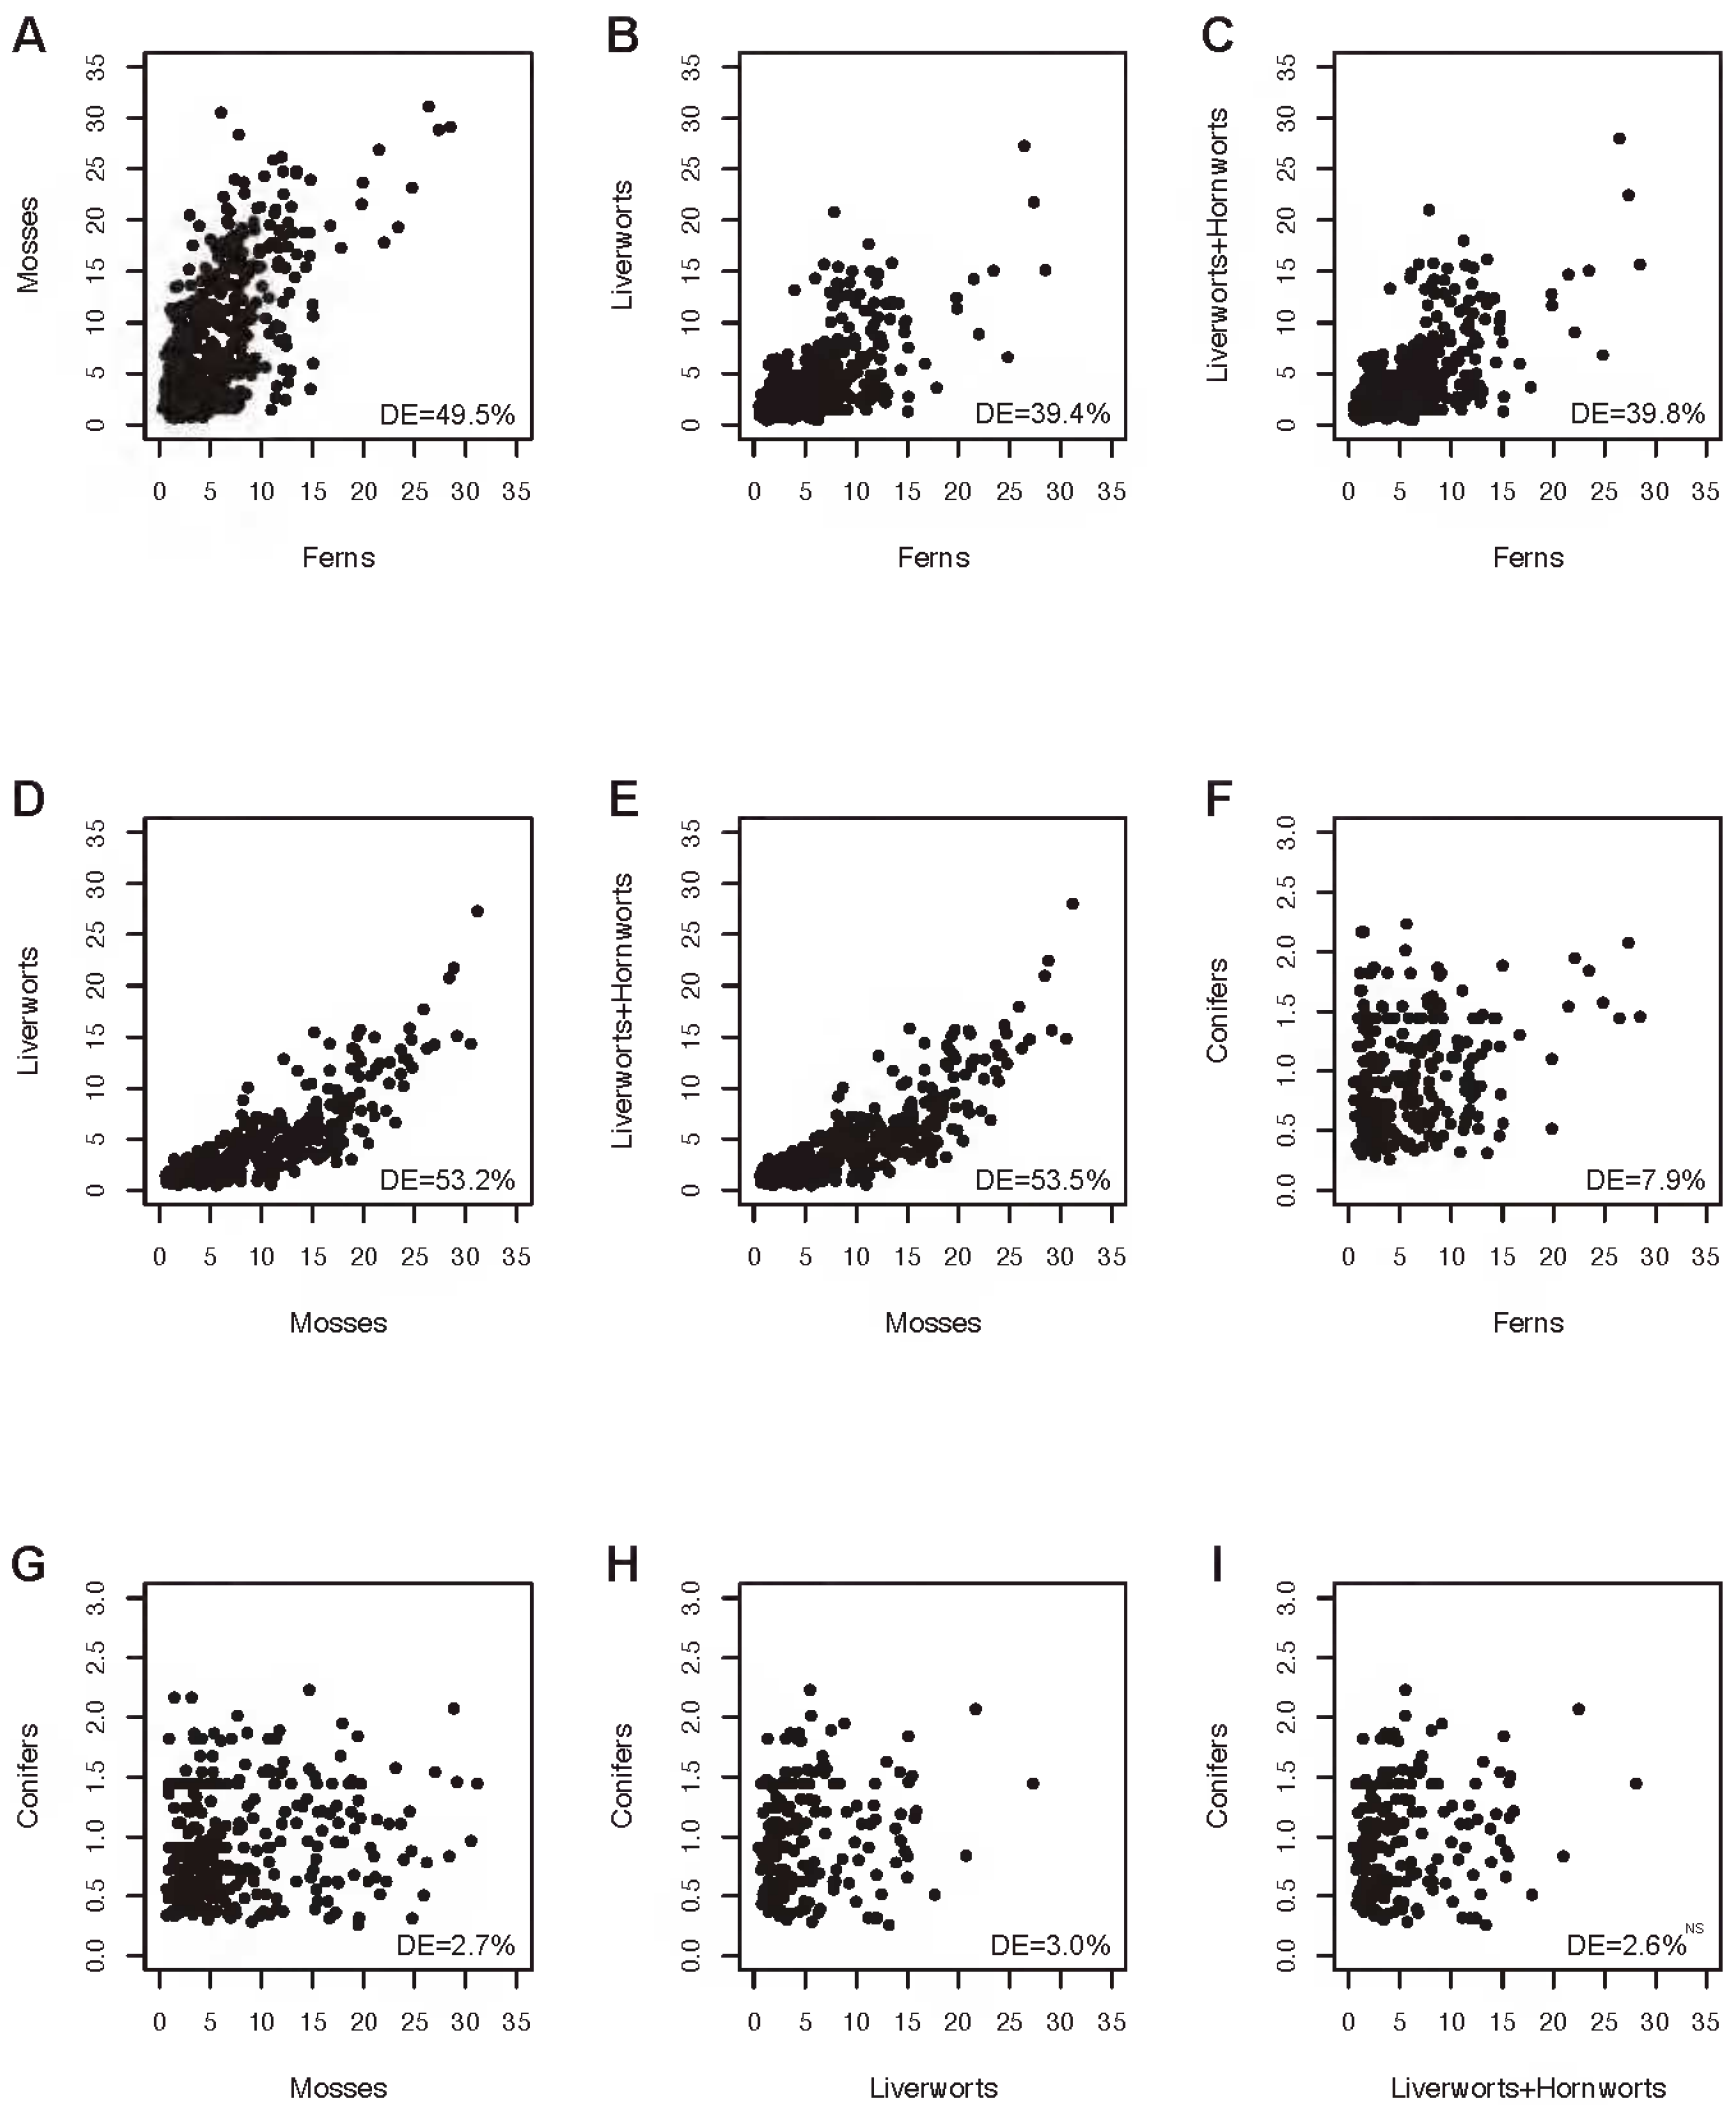 A B C
35 30 25 20 15 10 5 0
Mosses
DE=49.5%
0 5 10 15 20 25 30 35
Ferns
35 30 25 20 15 10 5 0
Liverworts
DE=39.4%
0 5 10 15 20 25 30 35
Ferns
35 30 25 20 15 10 5 0
Liverworts+Hornworts
DE=39.8%
0 5 10 15 20 25 30 35
Ferns
D E F
35 30 25 20 15 10 5 0
Liverworts
DE=53.2%
0 5 10 15 20 25 30 35
Mosses
35 30 25 20 15 10 5 0
Liverworts+Hornworts
DE=53.5%
0 5 10 15 20 25 30 35
Mosses
3.0 2.5 2.0 1.5 1.0 0.5 0.0
Conifers
DE=7.9%
0 5 10 15 20 25 30 35
Ferns
G H I
3.0 2.5 2.0 1.5 1.0 0.5 0.0
Conifers
DE=2.7%
0 5 10 15 20 25 30 35
Mosses
3.0 2.5 2.0 1.5 1.0 0.5 0.0
Conifers
DE=3.0%
0 5 10 15 20 25 30 35
Liverworts
3.0 2.5 2.0 1.5 1.0 0.5 0.0
Conifers
DE=2.6%NS
0 5 10 15 20 25 30 35
Liverworts+Hornworts